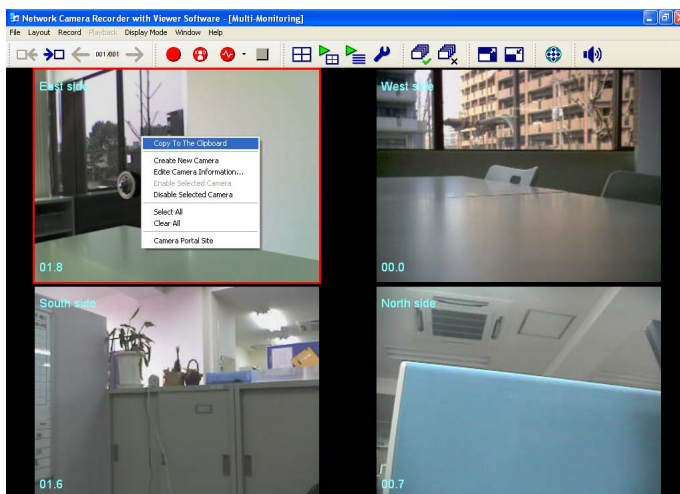 Network Camera Recorder with Viewer Software - [Multi-Monitoring]
File Layout Record Playback Display Mode Window Help
001/001
East side
West side
Copy To The Clipboard
Create New Camera
Edite Camera Information...
Enable Selected Camera
Disable Selected Camera
Select All
Clear All
Camera Portal Site
01.8
00.0
South side
North side
01.6
00.7